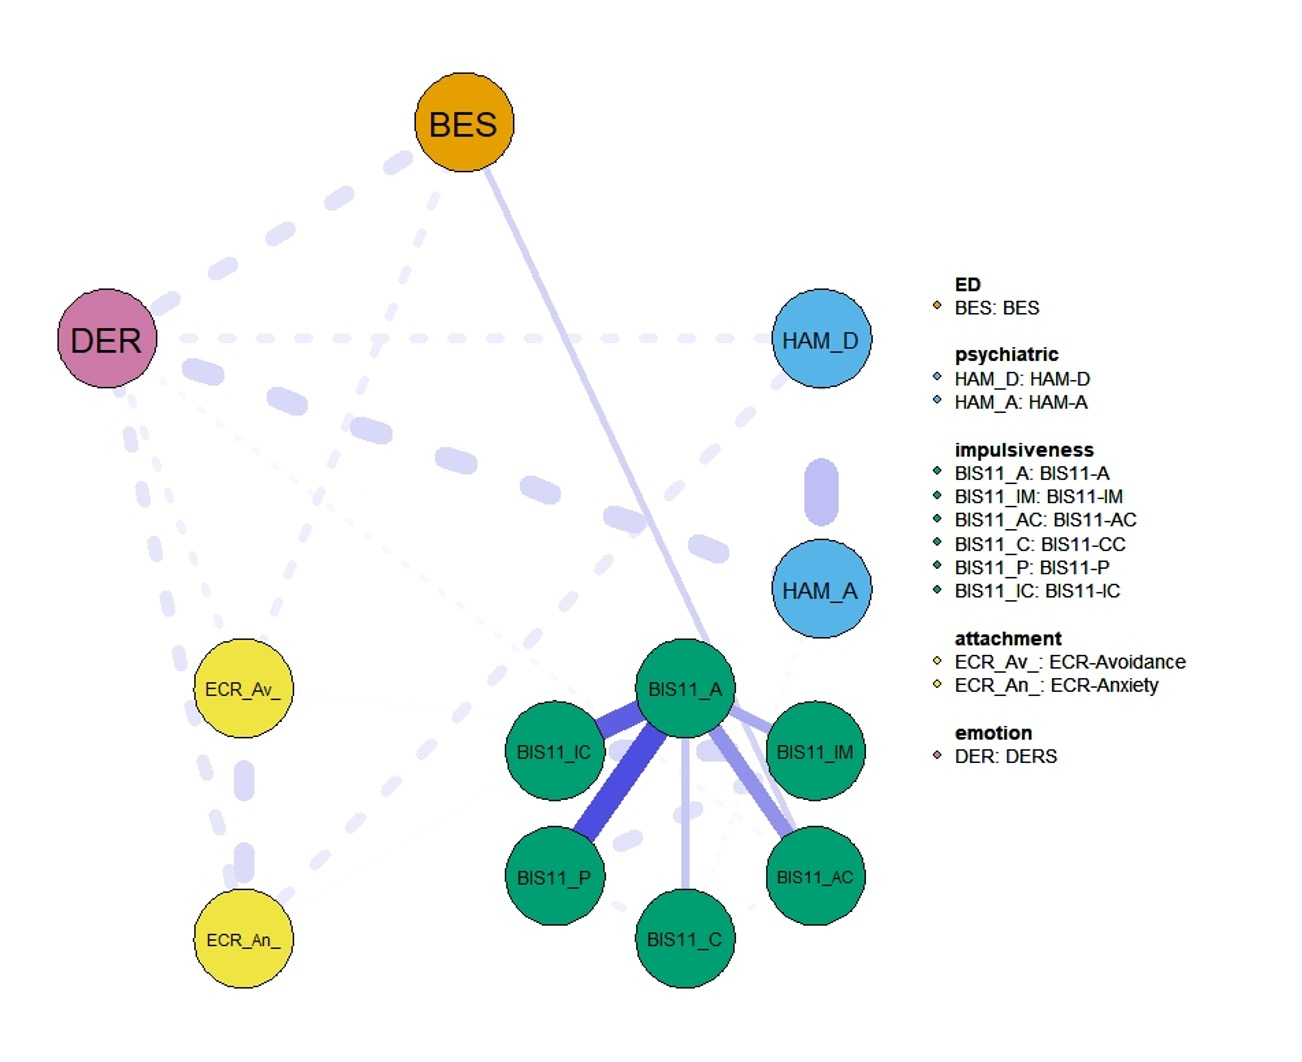 BES
DER
HAM_D
HAM_A
BIS11_A
ECR_Av_
BIS11_IC
BIS11_IM
BIS11_P
BIS11_AC
ECR_An_
BIS11_C
ED
BES: BES
psychiatric
HAM_D: HAM-D
HAM_A: HAM-A
impulsiveness
BIS11_A: BIS11-A
BIS11_IM: BIS11-IM
BIS11_AC: BIS11-AC
BIS11_C: BIS11-CC
BIS11_P: BIS11-P
BIS11_IC: BIS11-IC
attachment
ECR_Av_: ECR-Avoidance
ECR_An_: ECR-Anxiety
emotion
DER: DERS